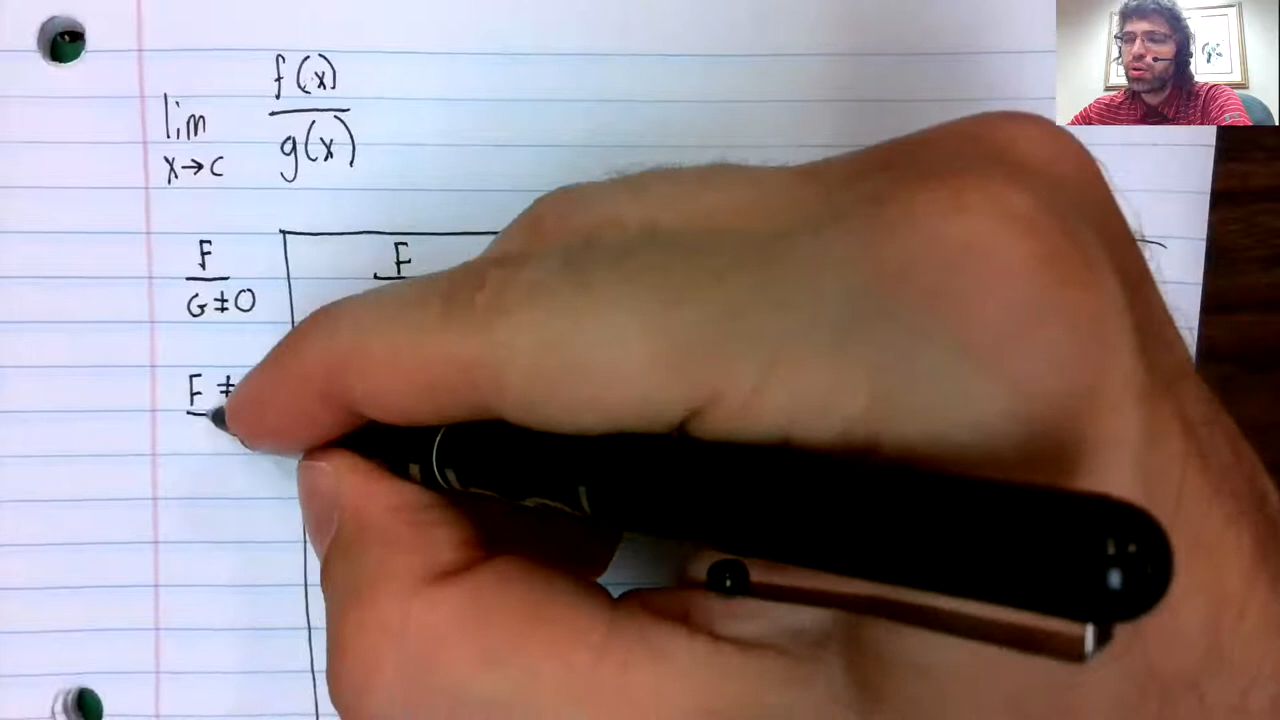 lim f(x)
x→c g(x)
F F
G ≠ 0
F ≠